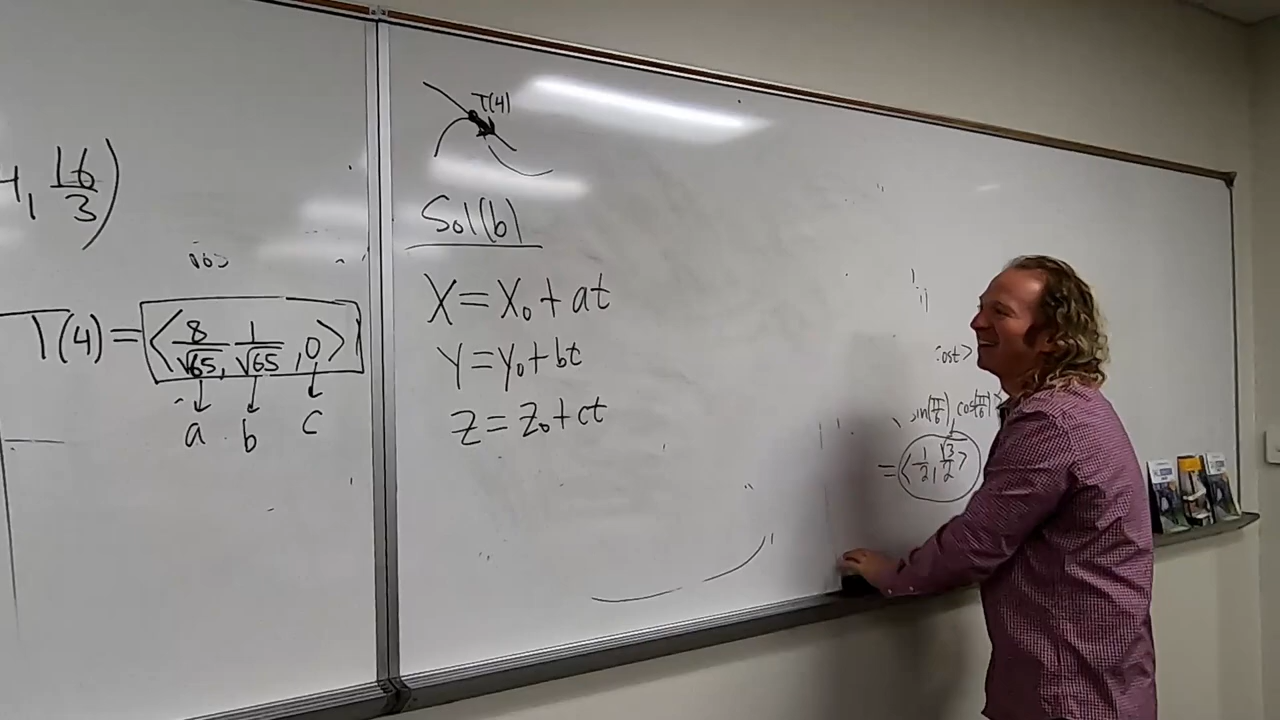 4, 16/3)
T(4) = <8/√65, 1/√65, 0>
a b c
T(4)
Sol(b)
X = X₀ + at
Y = Y₀ + bt
Z = Z₀ + ct
cost>
sin(π/6), cos(π/6)>
= <-1/2, √3/2>